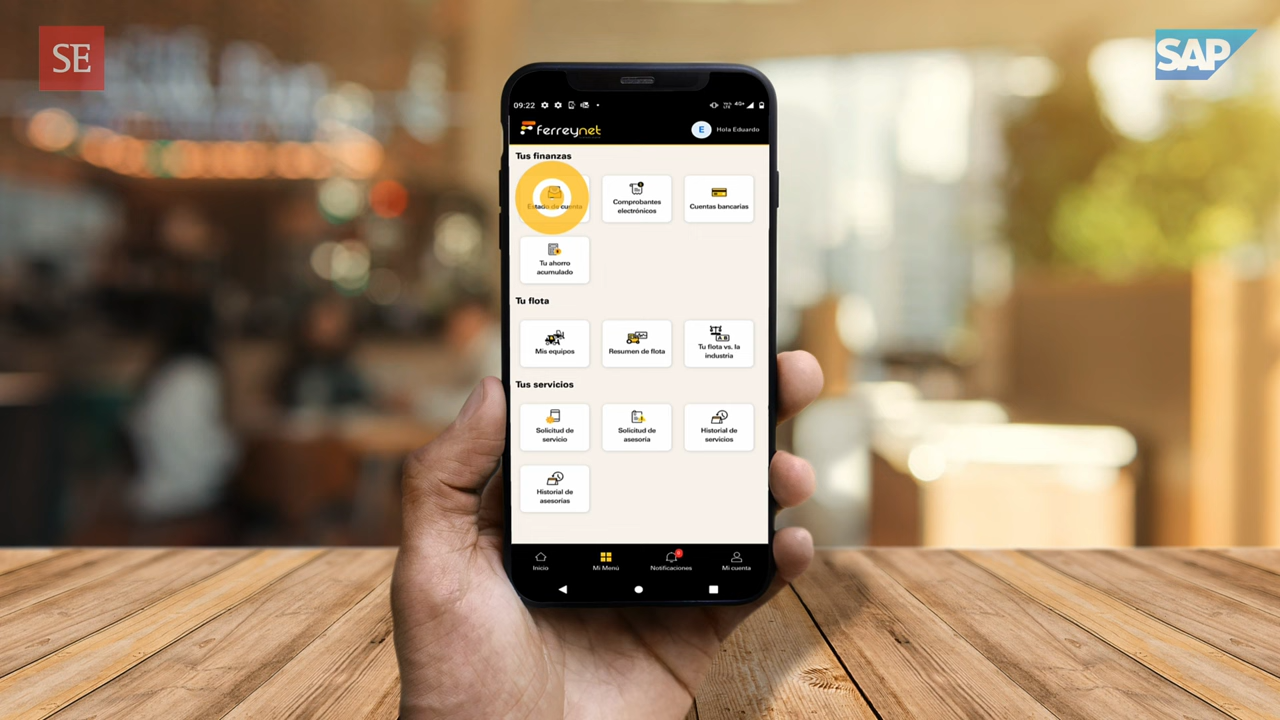 SE
SAP
09:22
4G+
ferreynet
E
Hola Eduardo
Tus finanzas
Estado de cuenta
Comprobantes
electrónicos
Cuentas bancarias
Tu ahorro
acumulado
Tu flota
Mis equipos
Resumen de flota
Tu flota vs. la
industria
Tus servicios
Solicitud de
servicio
Solicitud de
asesoría
Historial de
servicios
Historial de
asesorías
Inicio
Mi Menú
Notificaciones
Mi cuenta